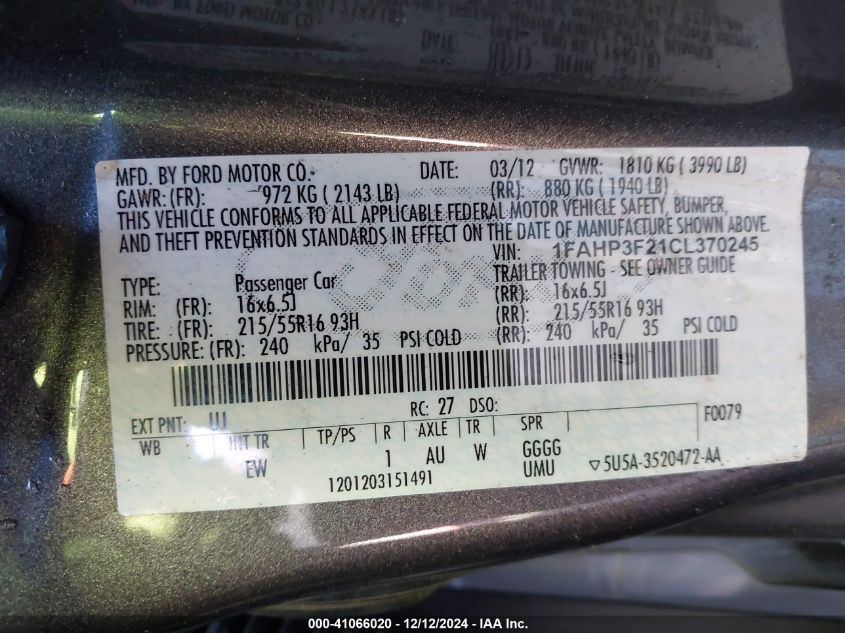 MFD. BY FORD MOTOR CO. DATE: 03/12 GVWR: 1810 KG ( 3990 LB)
GAWR: (FR): 972 KG ( 2143 LB) (RR): 880 KG ( 1940 LB)
THIS VEHICLE CONFORMS TO ALL APPLICABLE FEDERAL MOTOR VEHICLE SAFETY, BUMPER,
AND THEFT PREVENTION STANDARDS IN EFFECT ON THE DATE OF MANUFACTURE SHOWN ABOVE.
VIN: 1FAHP3F21CL370245
TYPE: Passenger Car TRAILER TOWING - SEE OWNER GUIDE
RIM: (FR): 16x6.5J (RR): 16x6.5J
TIRE: (FR): 215/55R16 93H (RR): 215/55R16 93H
PRESSURE: (FR): 240 kPa/ 35 PSI COLD (RR): 240 kPa/ 35 PSI COLD
EXT PNT: UJ RC: 27 DSO: F0079
WB INT TR TP/PS R AXLE TR SPR
EW 1 AU W GGGG
UMU
1201203151491 ▽5U5A-3520472-AA
000-41066020 - 12/12/2024 - IAA Inc.